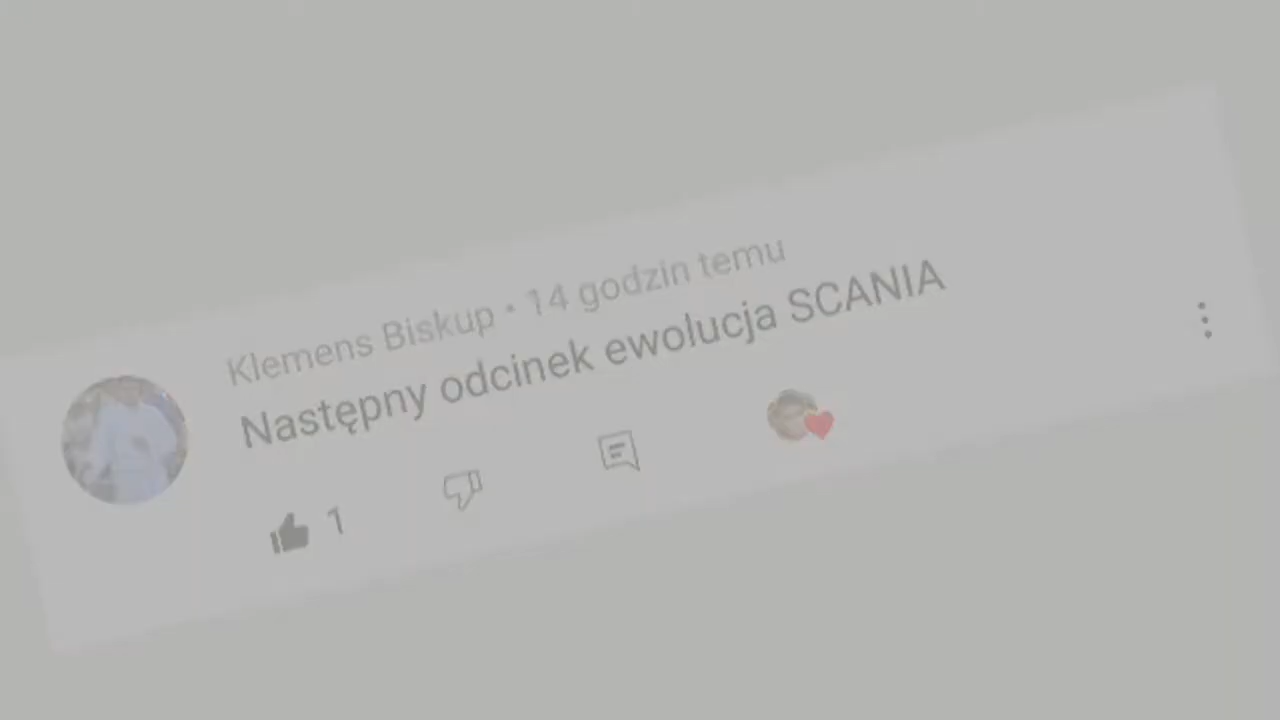 Klemens Biskup • 14 godzin temu
Następny odcinek ewolucja SCANIA
1